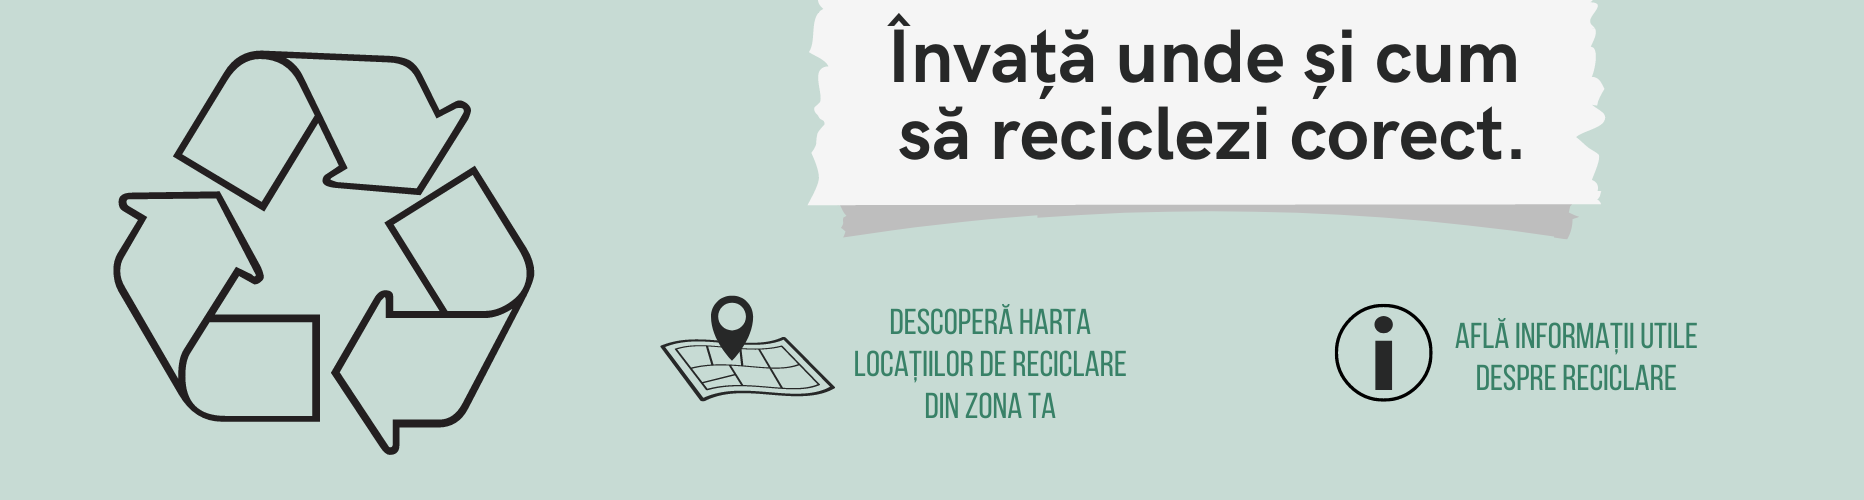 Învață unde și cum
să reciclezi corect.
DESCOPERĂ HARTA
LOCAȚIILOR DE RECICLARE
DIN ZONA TA
AFLĂ INFORMAȚII UTILE
DESPRE RECICLARE